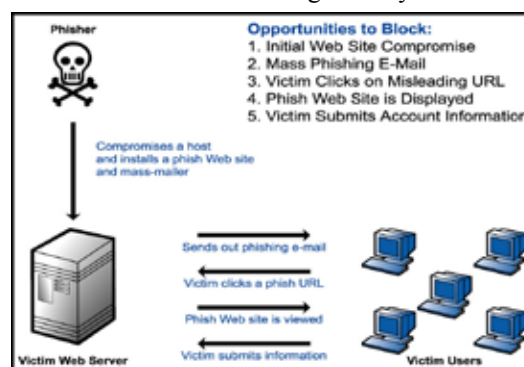 Phisher
Opportunities to Block:
1. Initial Web Site Compromise
2. Mass Phishing E-Mail
3. Victim Clicks on Misleading URL
4. Phish Web Site is Displayed
5. Victim Submits Account Information
Compromises a host
and installs a phish Web site
and mass-mailer
Sends out phishing e-mail
Victim clicks a phish URL
Phish Web site is viewed
Victim submits information
Victim Web Server
Victim Users